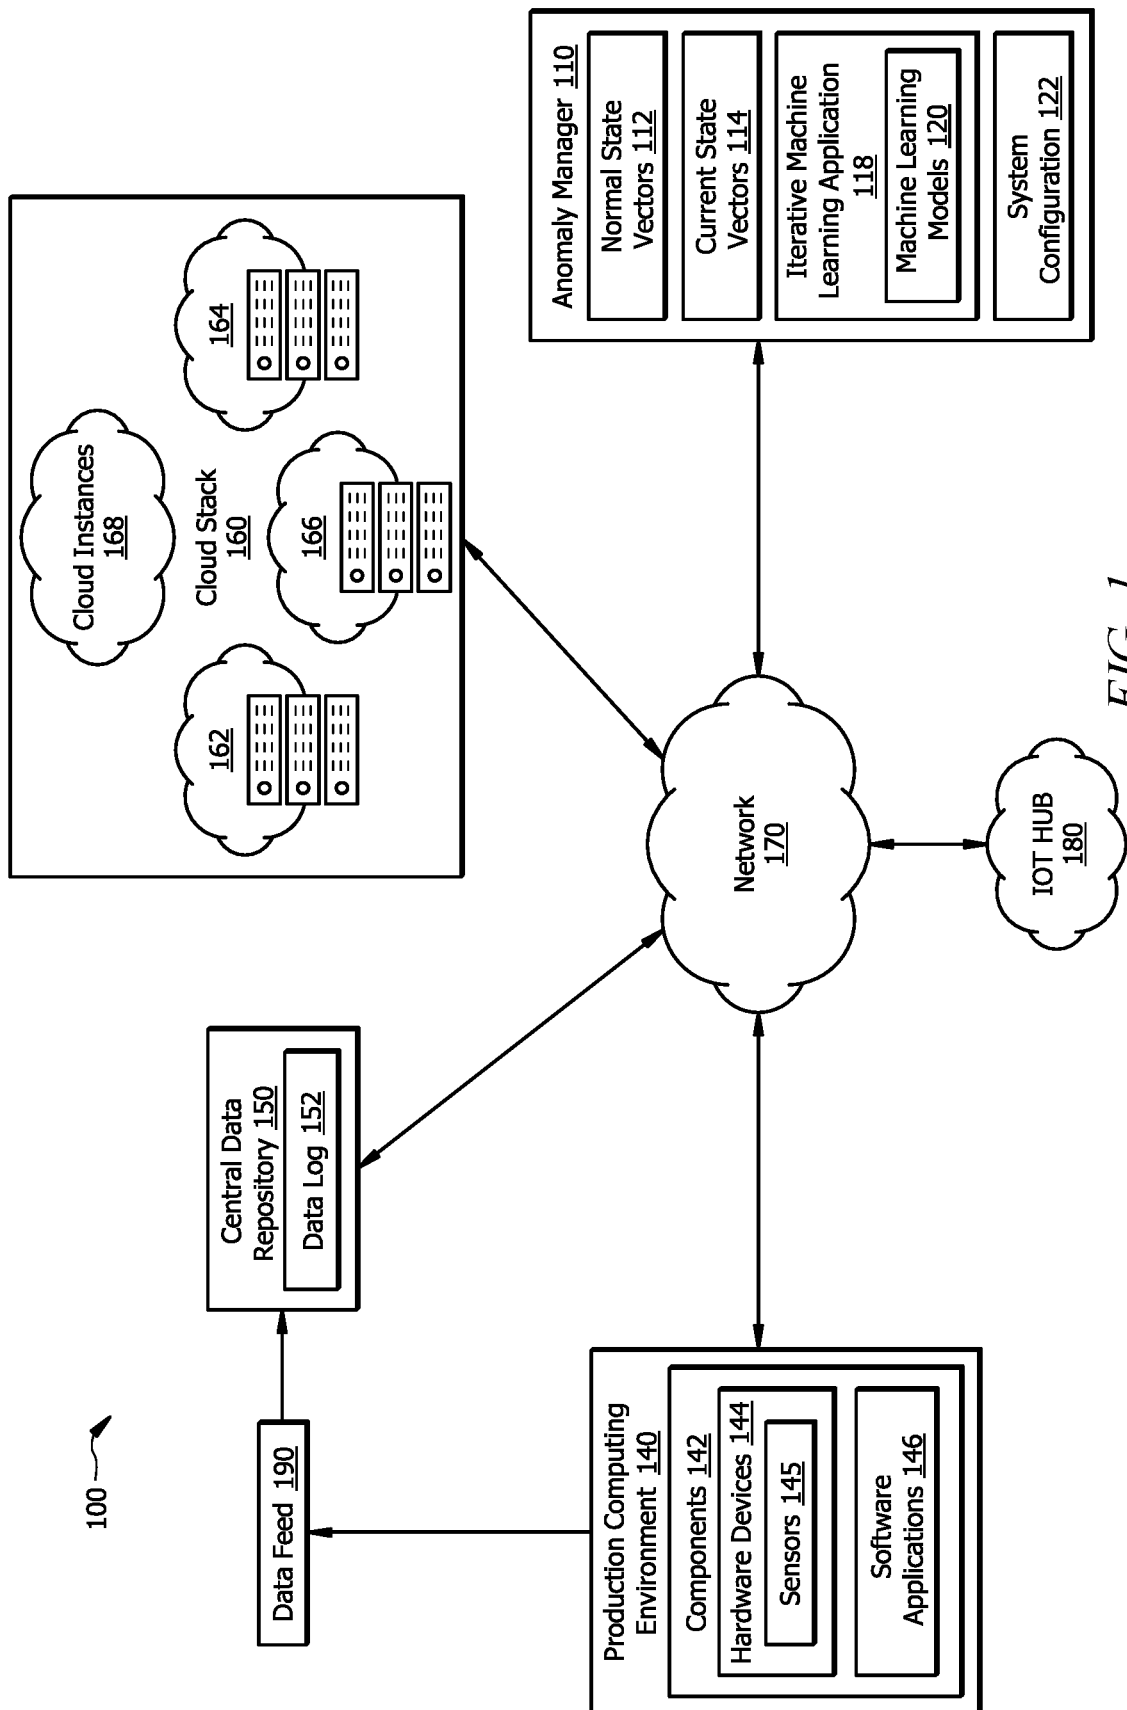 100
Data Feed 190
Central Data
Repository 150
Data Log 152
Cloud Instances
168
Cloud Stack
160
162
166
164
Production Computing
Environment 140
Components 142
Hardware Devices 144
Sensors 145
Software
Applications 146
Network
170
IOT HUB
180
Anomaly Manager 110
Normal State
Vectors 112
Current State
Vectors 114
Iterative Machine
Learning Application
118
Machine Learning
Models 120
System
Configuration 122
FIG. 1